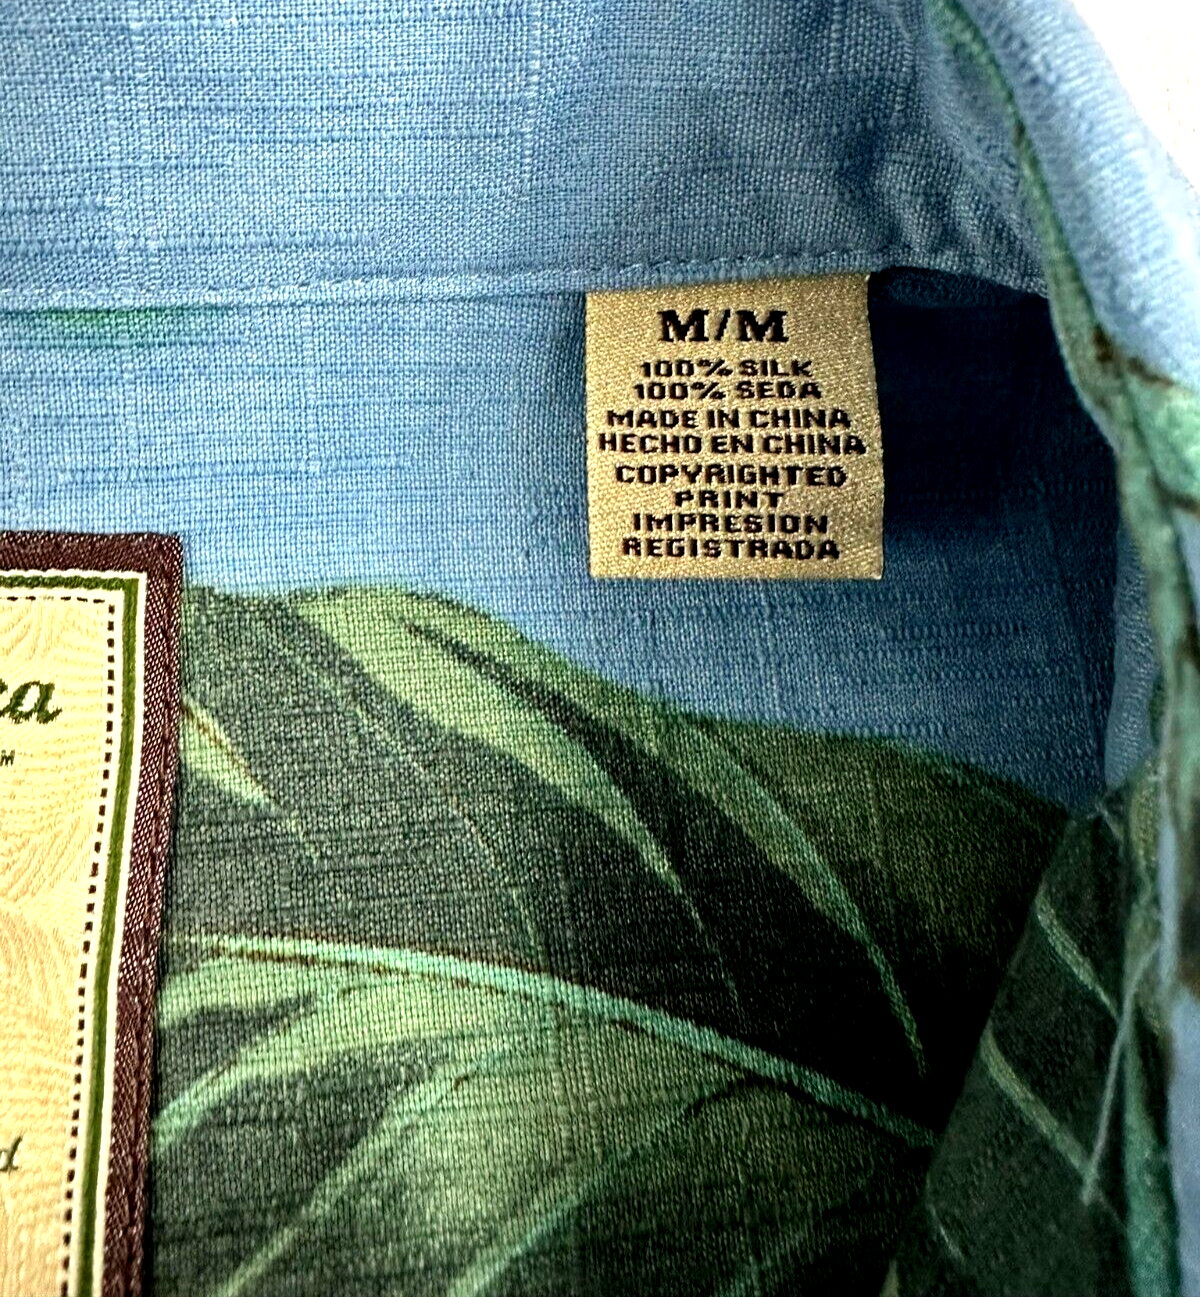 M/M
100% SILK
100% SEDA
MADE IN CHINA
HECHO EN CHINA
COPYRIGHTED
PRINT
IMPRESION
REGISTRADA